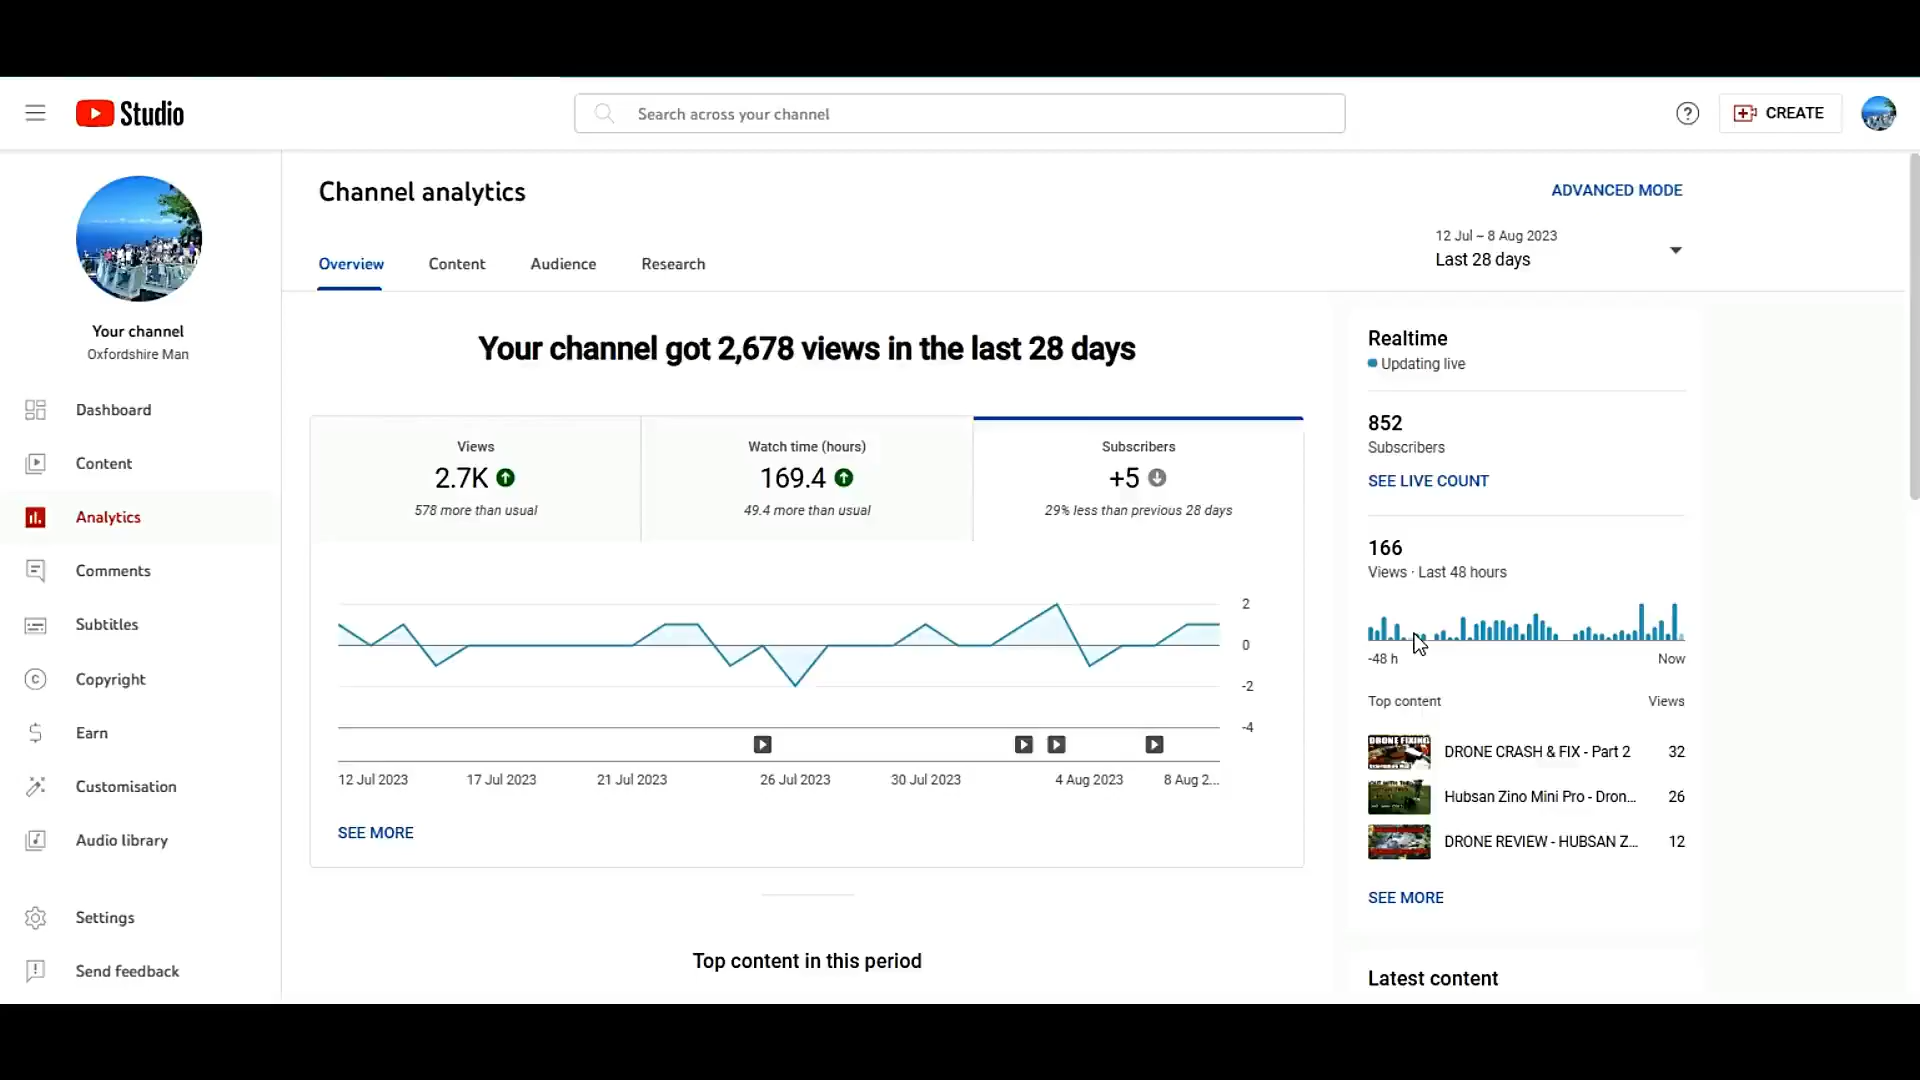 Studio
Search across your channel
CREATE
Channel analytics
ADVANCED MODE
12 Jul – 8 Aug 2023
Last 28 days
Overview
Content
Audience
Research
Your channel
Oxfordshire Man
Dashboard
Content
Analytics
Comments
Subtitles
Copyright
Earn
Customisation
Audio library
Settings
Send feedback
Your channel got 2,678 views in the last 28 days
Views
2.7K
578 more than usual
Watch time (hours)
169.4
49.4 more than usual
Subscribers
+5
29% less than previous 28 days
2
0
-2
-4
12 Jul 2023
17 Jul 2023
21 Jul 2023
26 Jul 2023
30 Jul 2023
4 Aug 2023
8 Aug 2...
SEE MORE
Top content in this period
Realtime
Updating live
852
Subscribers
SEE LIVE COUNT
166
Views · Last 48 hours
-48 h
Now
Top content
Views
DRONE FIXING
DRONE CRASH & FIX - Part 2
32
Hubsan Zino Mini Pro - Dron...
26
DRONE REVIEW - HUBSAN Z...
12
SEE MORE
Latest content